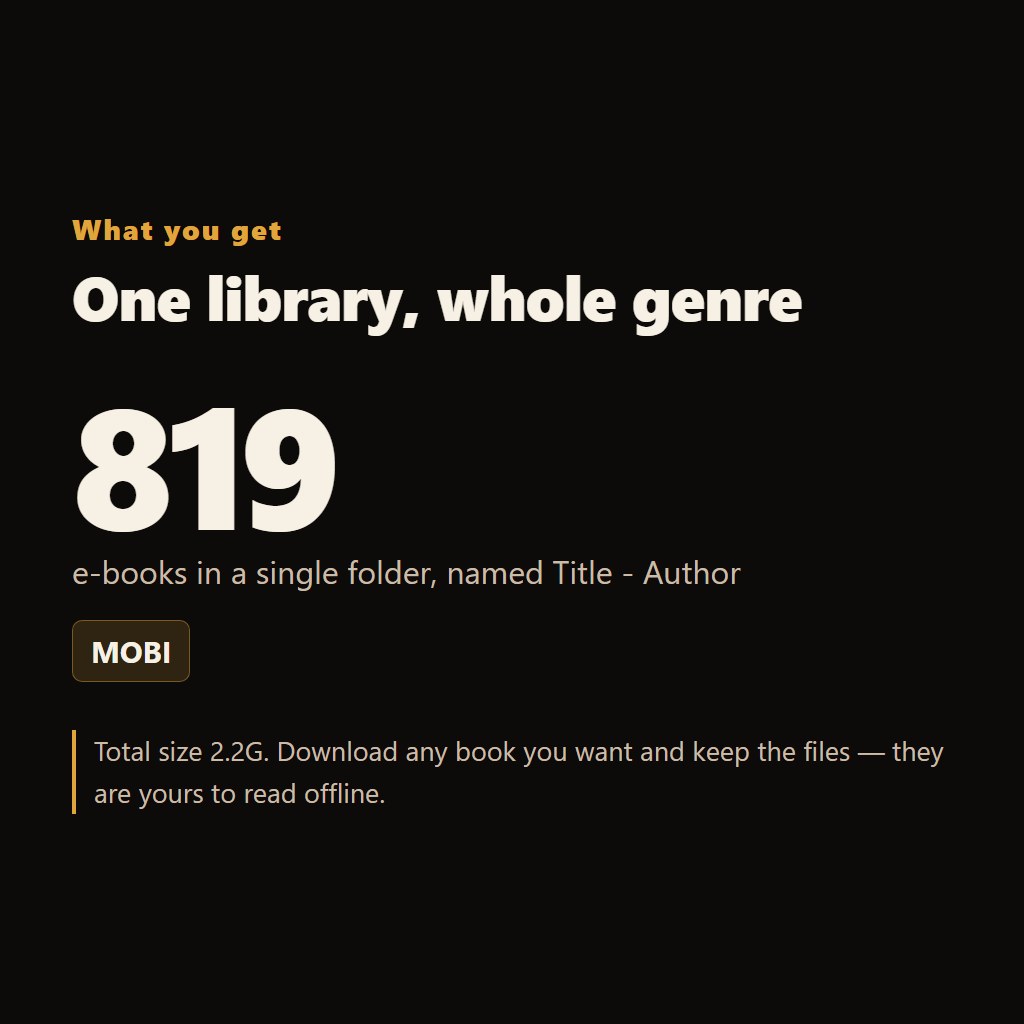 What you get
One library, whole genre
819
e-books in a single folder, named Title - Author
MOBI
Total size 2.2G. Download any book you want and keep the files — they
are yours to read offline.